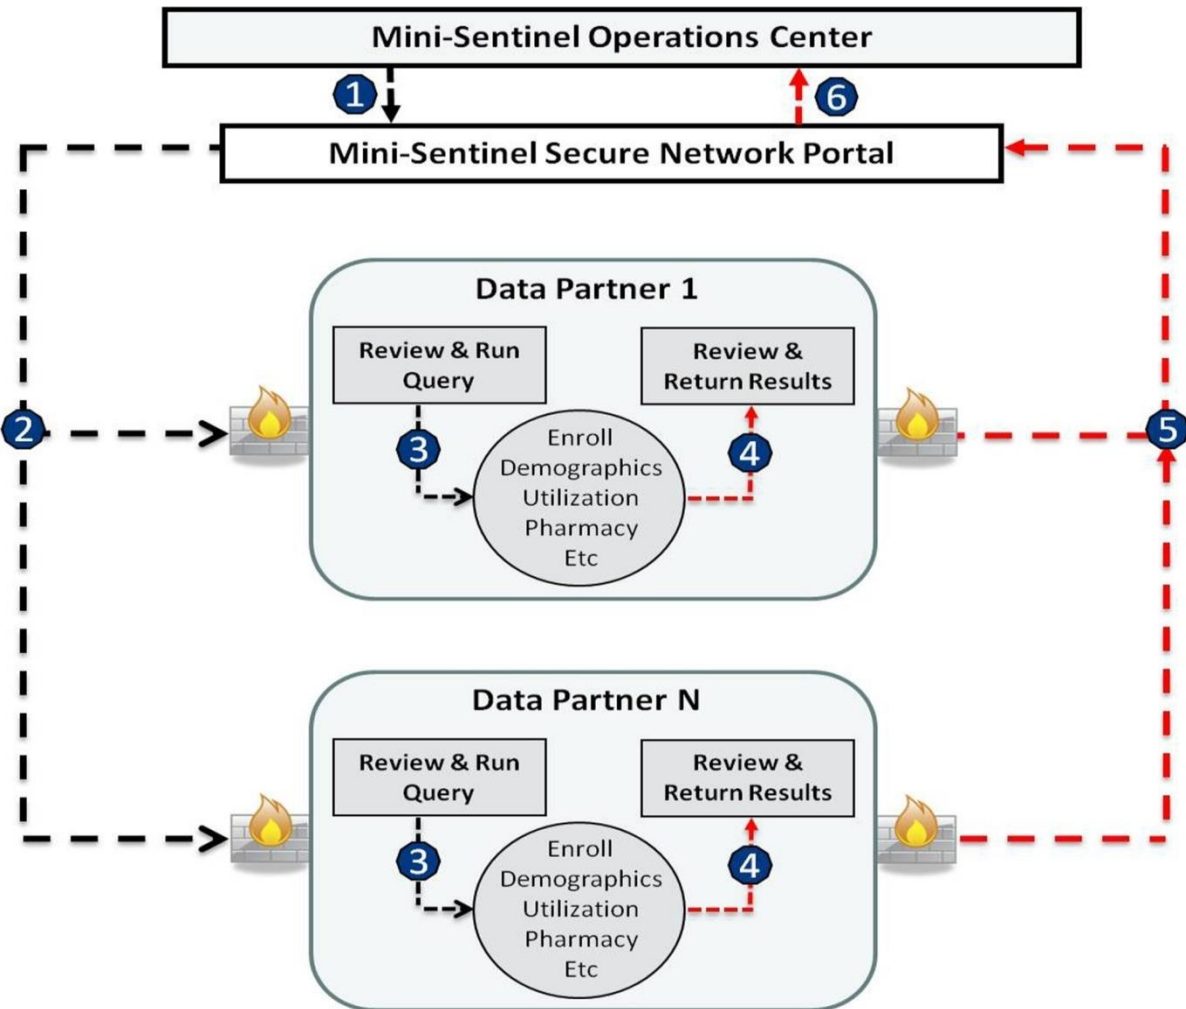 Mini-Sentinel Operations Center
1
6
Mini-Sentinel Secure Network Portal
Data Partner 1
Review & Run
Query
Review &
Return Results
2
3
Enroll
Demographics
Utilization
Pharmacy
Etc
4
5
Data Partner N
Review & Run
Query
Review &
Return Results
3
Enroll
Demographics
Utilization
Pharmacy
Etc
4